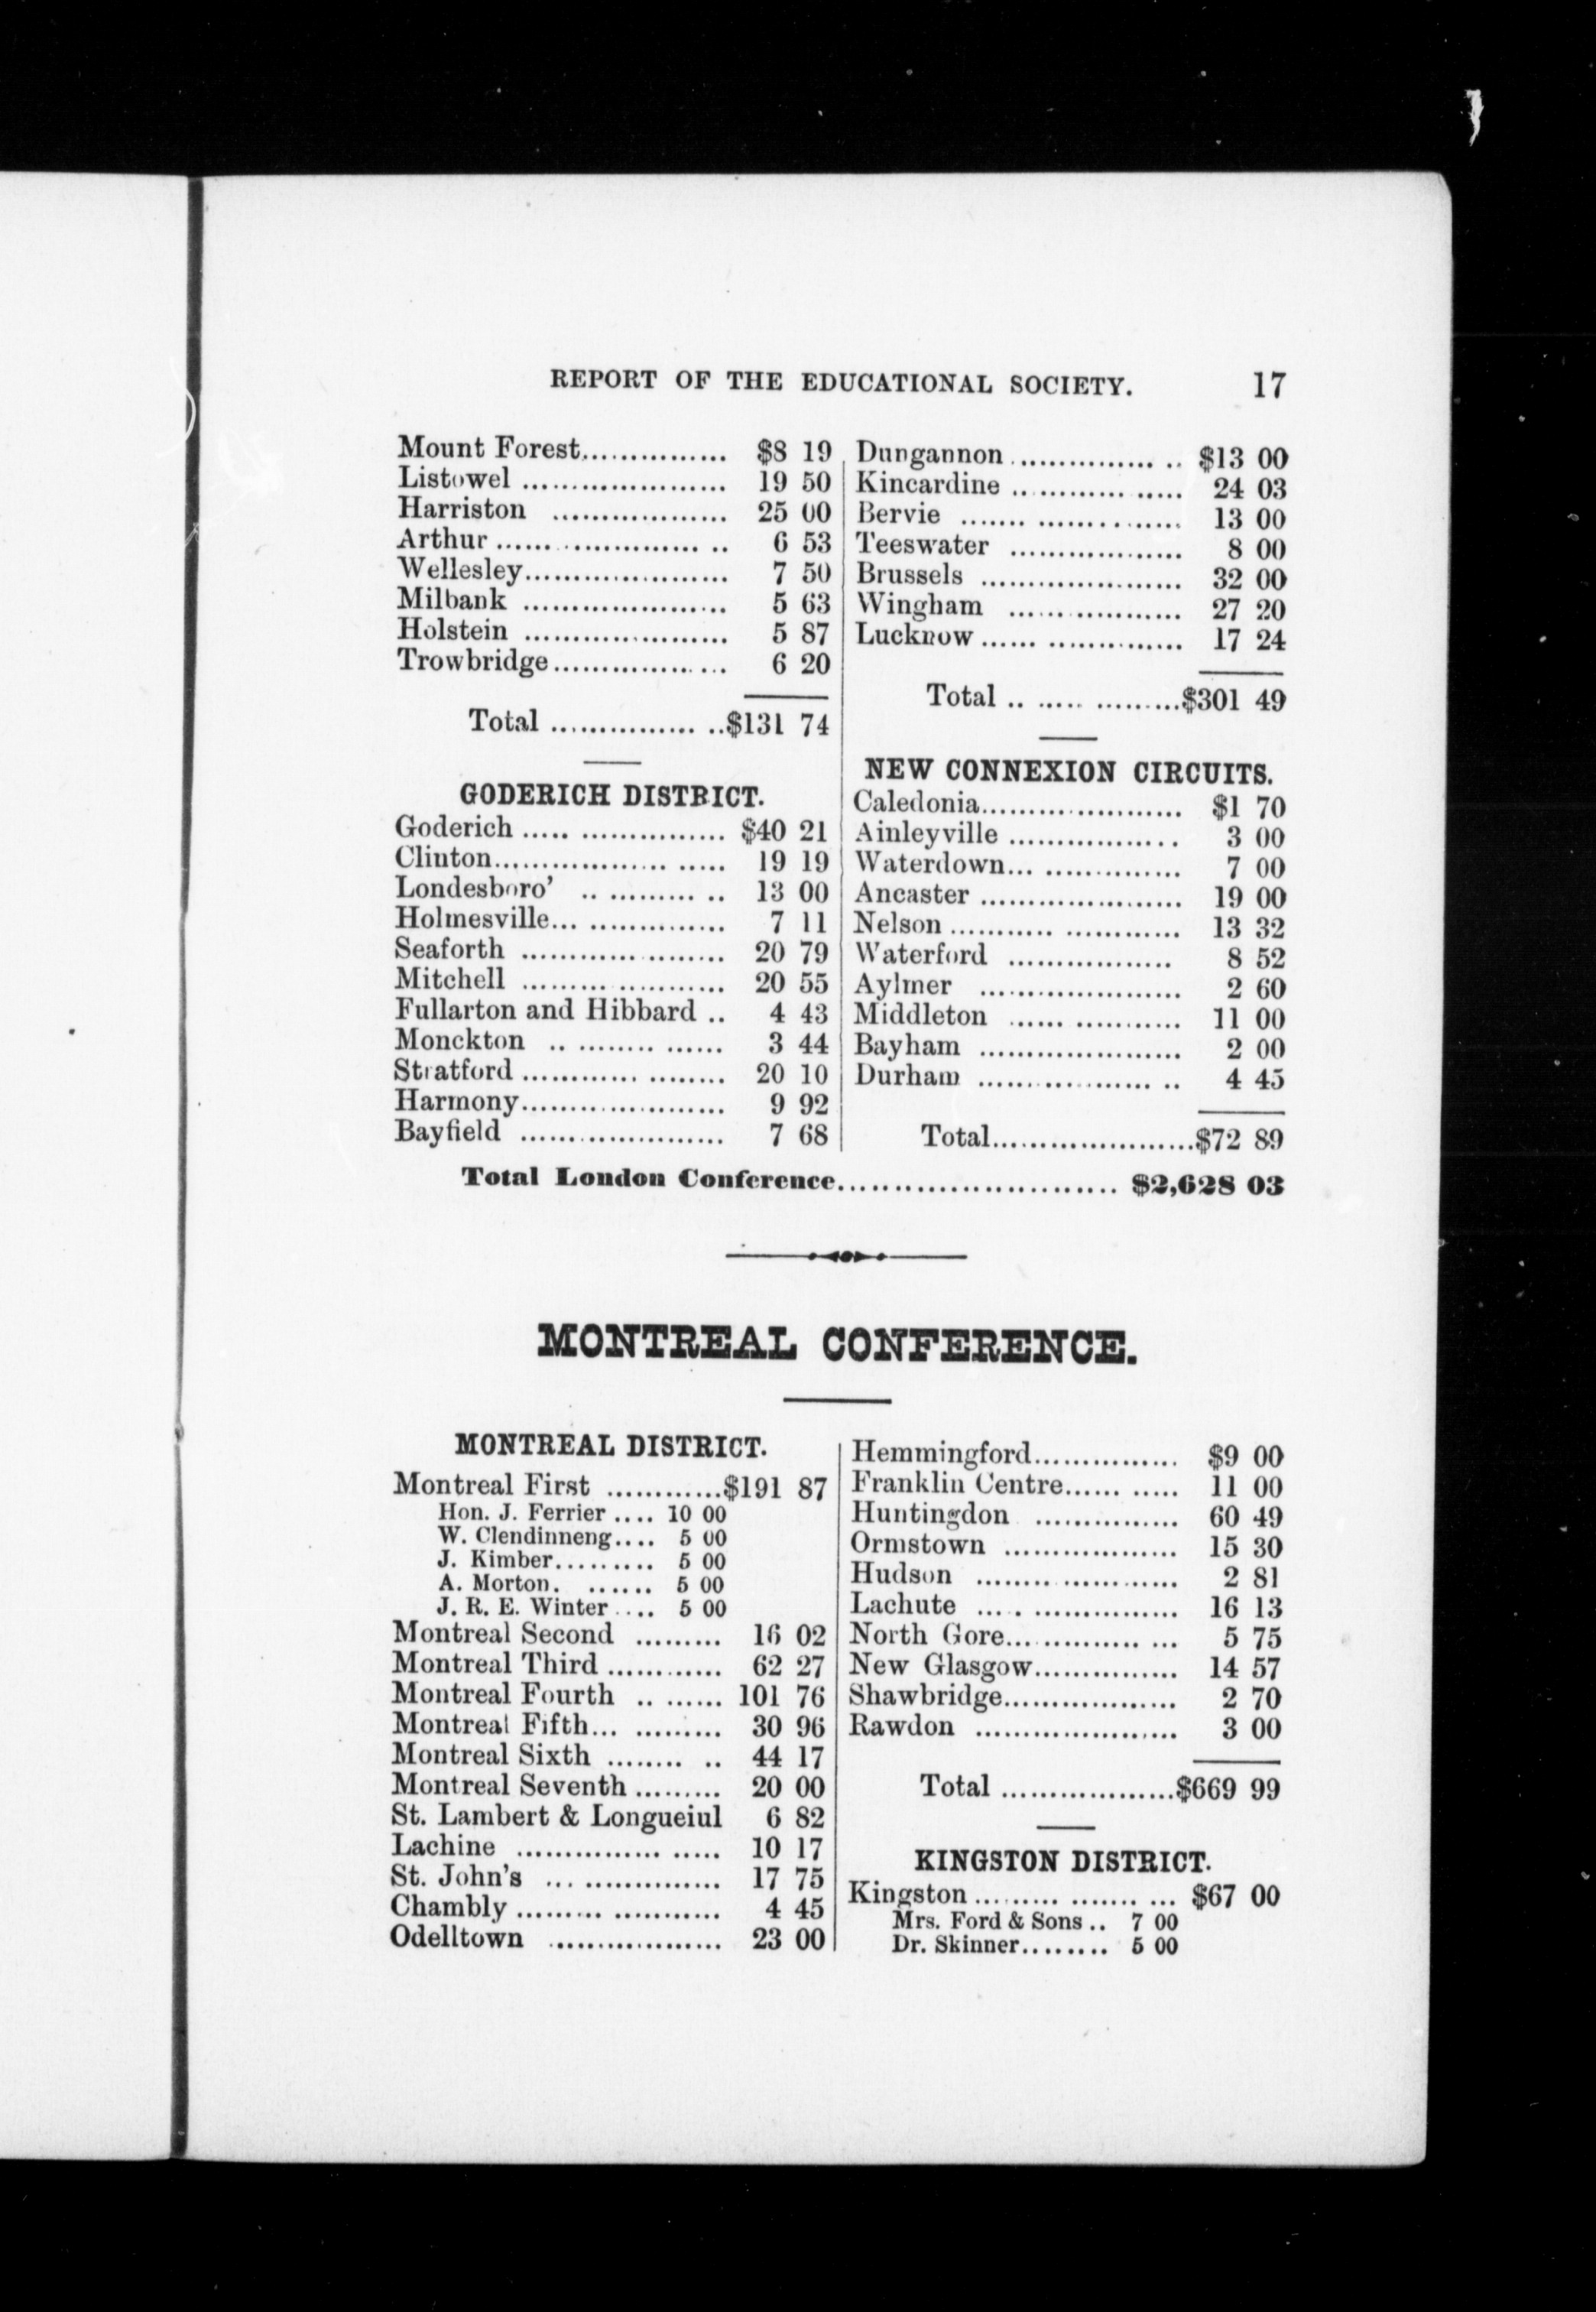 REPORT OF THE EDUCATIONAL SOCIETY. 17
Mount Forest............... $8 19
Listowel ..................... 19 50
Harriston .................. 25 00
Arthur ........................ 6 53
Wellesley..................... 7 50
Milbank ..................... 5 63
Holstein ..................... 5 87
Trowbridge.................. 6 20
Total ..................$131 74
GODERICH DISTRICT.
Goderich .................... $40 21
Clinton........................ 19 19
Londesboro' ............. 13 00
Holmesville................. 7 11
Seaforth ..................... 20 79
Mitchell ..................... 20 55
Fullarton and Hibbard .. 4 43
Monckton ................ 3 44
Stratford ..................... 20 10
Harmony..................... 9 92
Bayfield ..................... 7 68
Dungannon ................. $13 00
Kincardine ................. 24 03
Bervie ...................... 13 00
Teeswater .................. 8 00
Brussels ..................... 32 00
Wingham .................. 27 20
Lucknow .................... 17 24
Total ................$301 49
NEW CONNEXION CIRCUITS.
Caledonia..................... $1 70
Ainleyville .................. 3 00
Waterdown................. 7 00
Ancaster ..................... 19 00
Nelson ....................... 13 32
Waterford ................. 8 52
Aylmer ..................... 2 60
Middleton ................. 11 00
Bayham ..................... 2 00
Durham .................... 4 45
Total.....................$72 89
Total London Conference.......................... $2,628 03
MONTREAL CONFERENCE.
MONTREAL DISTRICT.
Montreal First ............$191 87
Hon. J. Ferrier .... 10 00
W. Clendinneng.... 5 00
J. Kimber......... 5 00
A. Morton. ...... 5 00
J. R. E. Winter .... 5 00
Montreal Second ......... 16 02
Montreal Third ............ 62 27
Montreal Fourth ........ 101 76
Montreal Fifth... ......... 30 96
Montreal Sixth .......... 44 17
Montreal Seventh ......... 20 00
St. Lambert & Longueiul 6 82
Lachine .................... 10 17
St. John's ................. 17 75
Chambly .................... 4 45
Odelltown .................. 23 00
Hemmingford............... $9 00
Franklin Centre........... 11 00
Huntingdon ............... 60 49
Ormstown .................. 15 30
Hudson ..................... 2 81
Lachute .................... 16 13
North Gore................. 5 75
New Glasgow............... 14 57
Shawbridge.................. 2 70
Rawdon ..................... 3 00
Total ..................$669 99
KINGSTON DISTRICT.
Kingston ................... $67 00
Mrs. Ford & Sons .. 7 00
Dr. Skinner........ 5 00